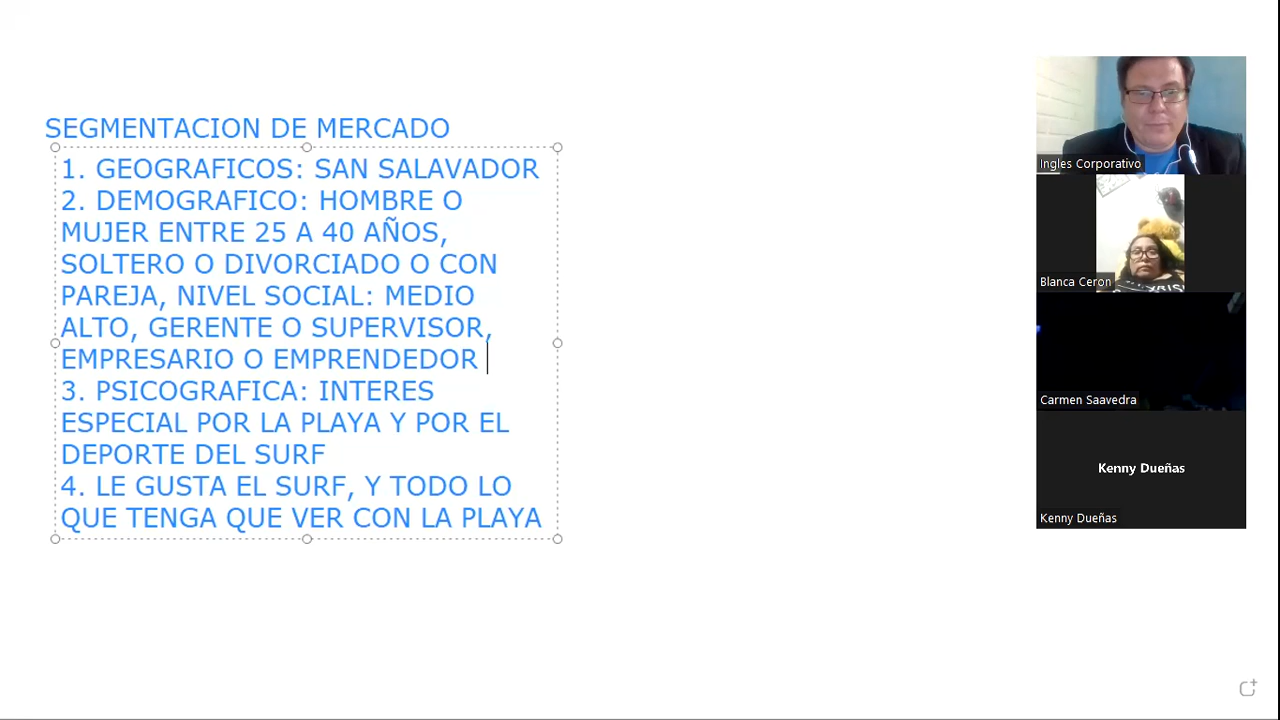 SEGMENTACION DE MERCADO
1. GEOGRAFICOS: SAN SALAVADOR
2. DEMOGRAFICO: HOMBRE O
MUJER ENTRE 25 A 40 AÑOS,
SOLTERO O DIVORCIADO O CON
PAREJA, NIVEL SOCIAL: MEDIO
ALTO, GERENTE O SUPERVISOR,
EMPRESARIO O EMPRENDEDOR
3. PSICOGRAFICA: INTERES
ESPECIAL POR LA PLAYA Y POR EL
DEPORTE DEL SURF
4. LE GUSTA EL SURF, Y TODO LO
QUE TENGA QUE VER CON LA PLAYA
Ingles Corporativo
Blanca Ceron
Carmen Saavedra
Kenny Dueñas
Kenny Dueñas